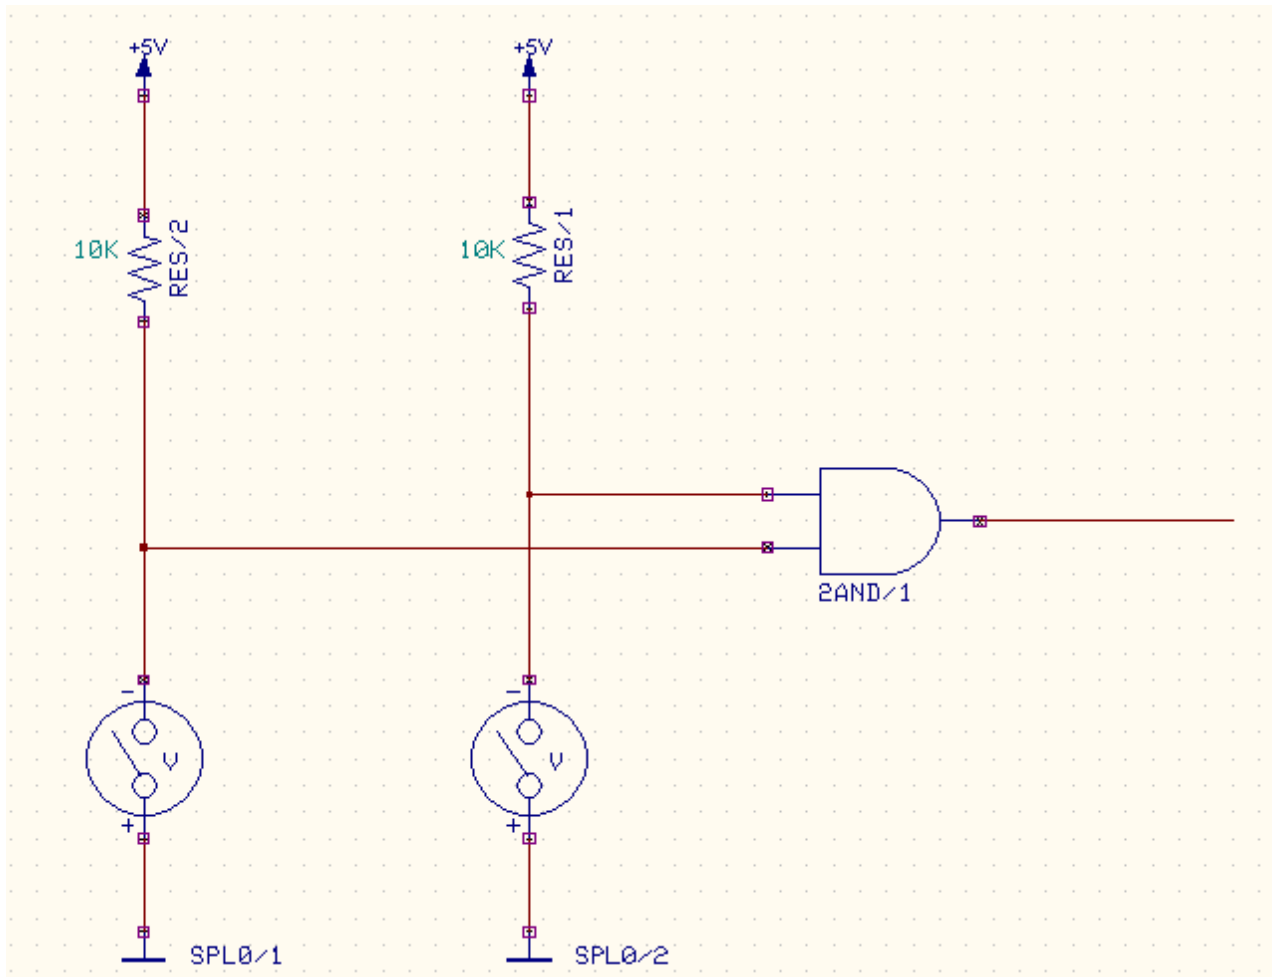 +5V
+5V
10K
RES/2
10K
RES/1
2AND/1
-
V
+
-
V
+
SPL0/1
SPL0/2